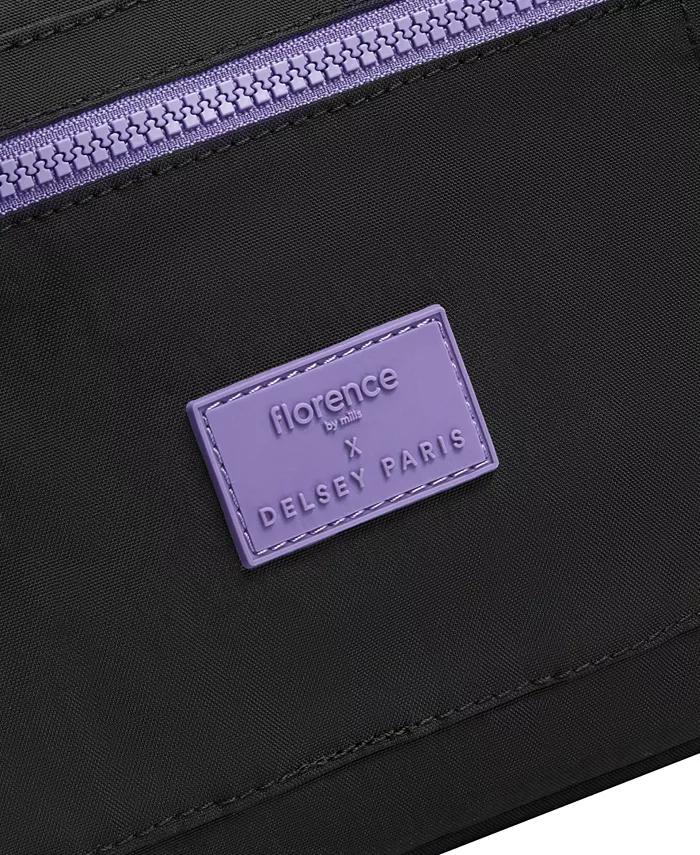 florence
by mills
X
DELSEY PARIS